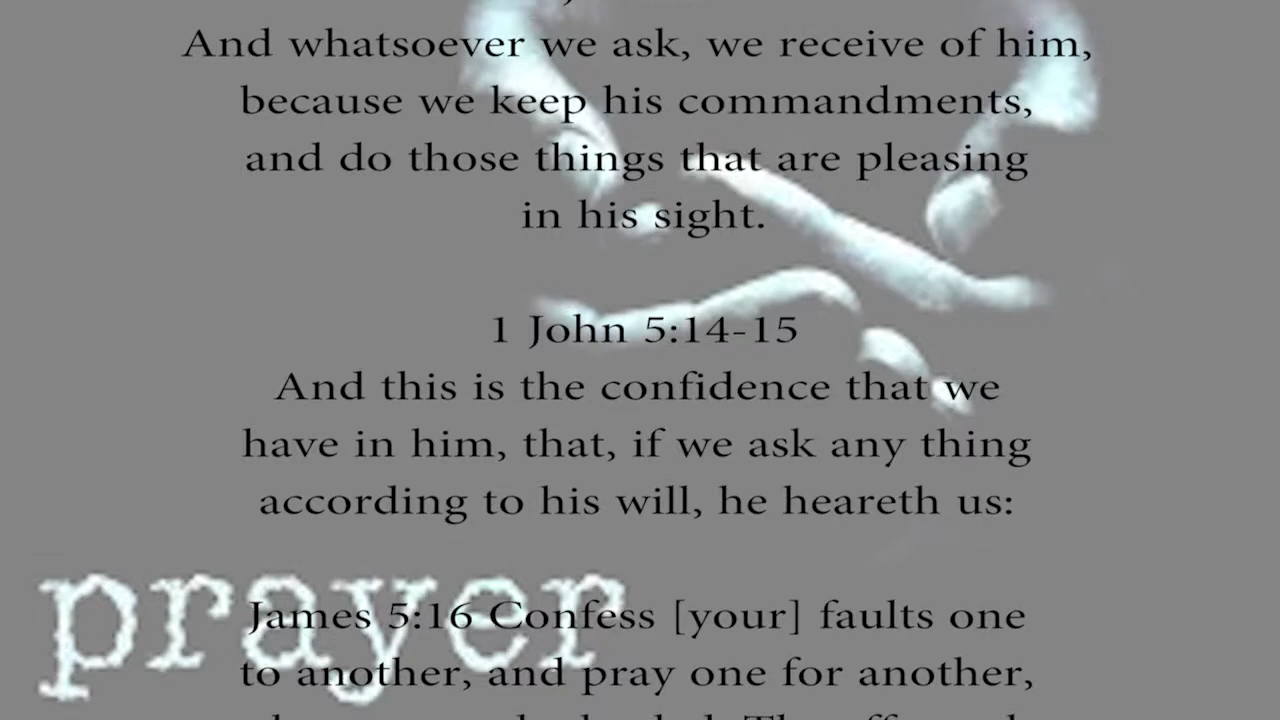 And whatsoever we ask, we receive of him,
because we keep his commandments,
and do those things that are pleasing
in his sight.
1 John 5:14-15
And this is the confidence that we
have in him, that, if we ask any thing
according to his will, he heareth us:
prayer
James 5:16 Confess [your] faults one
to another, and pray one for another,